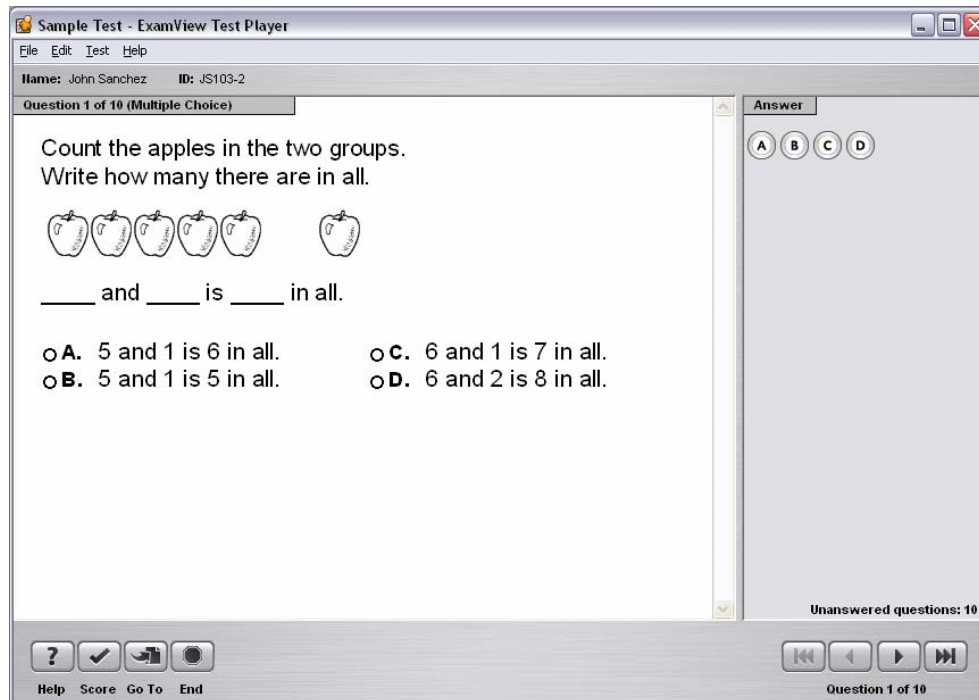 Sample Test - ExamView Test Player
File Edit Test Help
Name: John Sanchez ID: JS103-2
Question 1 of 10 (Multiple Choice)
Answer
Count the apples in the two groups.
Write how many there are in all.
A B C D
____ and ____ is ____ in all.
A. 5 and 1 is 6 in all.
B. 5 and 1 is 5 in all.
C. 6 and 1 is 7 in all.
D. 6 and 2 is 8 in all.
Unanswered questions: 10
? 
Help Score Go To End
Question 1 of 10